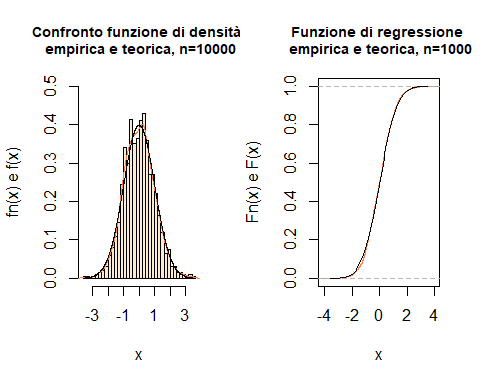 Confronto funzione di densità
empirica e teorica, n=10000
fn(x) e f(x)
0.5
0.4
0.3
0.2
0.1
0.0
-3 -1 1 3
x
Funzione di regressione
empirica e teorica, n=1000
Fn(x) e F(x)
1.0
0.8
0.6
0.4
0.2
0.0
-4 -2 0 2 4
x